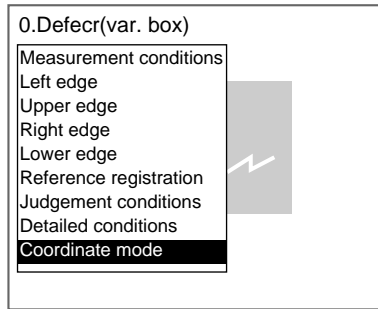 0.Defecr(var. box)
Measurement conditions
Left edge
Upper edge
Right edge
Lower edge
Reference registration
Judgement conditions
Detailed conditions
Coordinate mode